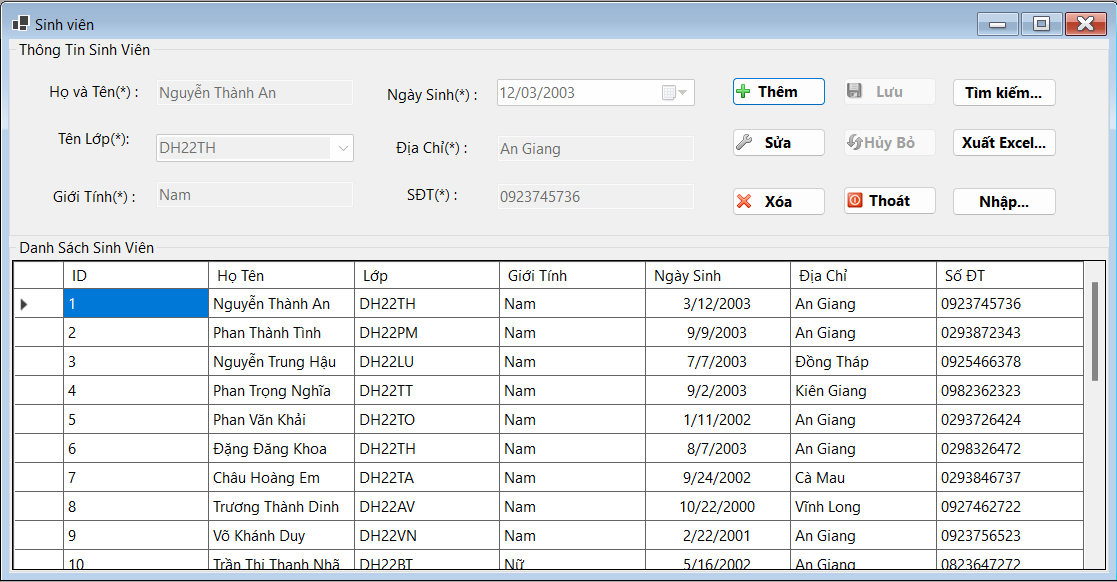 Sinh viên
Thông Tin Sinh Viên
Họ và Tên(*) : Nguyễn Thành An Ngày Sinh(*) : 12/03/2003 Thêm Lưu Tìm kiếm...
Tên Lớp(*): DH22TH Địa Chỉ(*) : An Giang Sửa Hủy Bỏ Xuất Excel...
Giới Tính(*) : Nam SĐT(*) : 0923745736 Xóa Thoát Nhập...
Danh Sách Sinh Viên
ID Họ Tên Lớp Giới Tính Ngày Sinh Địa Chỉ Số ĐT
1 Nguyễn Thành An DH22TH Nam 3/12/2003 An Giang 0923745736
2 Phan Thành Tình DH22PM Nam 9/9/2003 An Giang 0293872343
3 Nguyễn Trung Hậu DH22LU Nam 7/7/2003 Đồng Tháp 0925466378
4 Phan Trọng Nghĩa DH22TT Nam 9/2/2003 Kiên Giang 0982362323
5 Phan Văn Khải DH22TO Nam 1/11/2002 An Giang 0293726424
6 Đặng Đăng Khoa DH22TH Nam 8/7/2003 An Giang 0298326472
7 Châu Hoàng Em DH22TA Nam 9/24/2002 Cà Mau 0293846737
8 Trương Thành Dinh DH22AV Nam 10/22/2000 Vĩnh Long 0927462722
9 Võ Khánh Duy DH22VN Nam 2/22/2001 An Giang 0923756523
10 Trần Thị Thanh Nhã DH22BT Nữ 5/16/2002 An Giang 0823647272